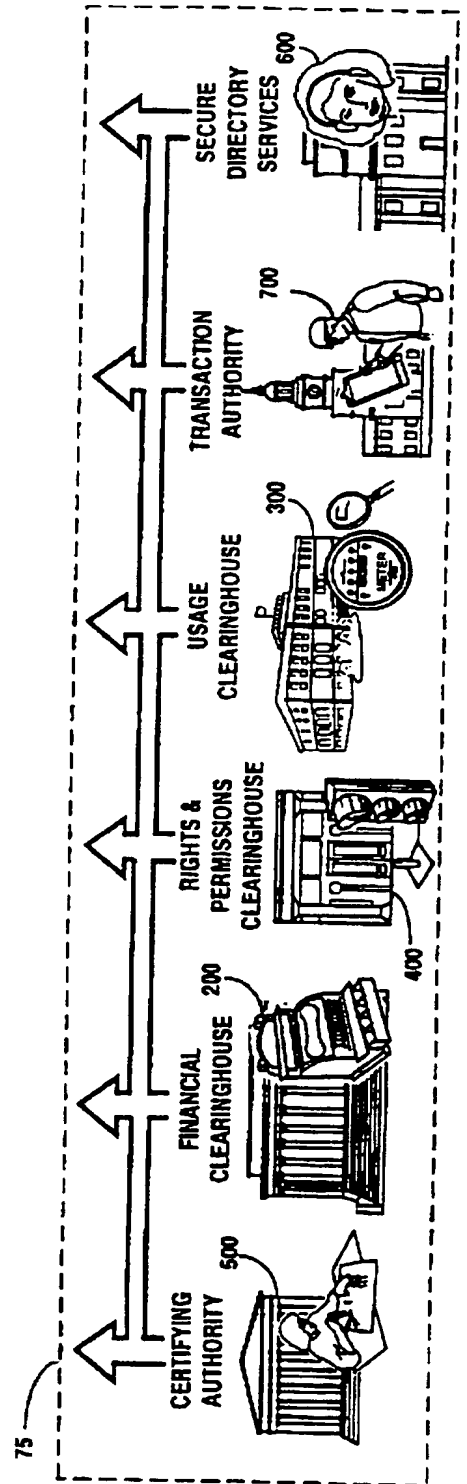 75
CERTIFYING
AUTHORITY
500
FINANCIAL
CLEARINGHOUSE
200
RIGHTS &
PERMISSIONS
CLEARINGHOUSE
400
USAGE
CLEARINGHOUSE
300
METER
TRANSACTION
AUTHORITY
700
SECURE
DIRECTORY
SERVICES
600